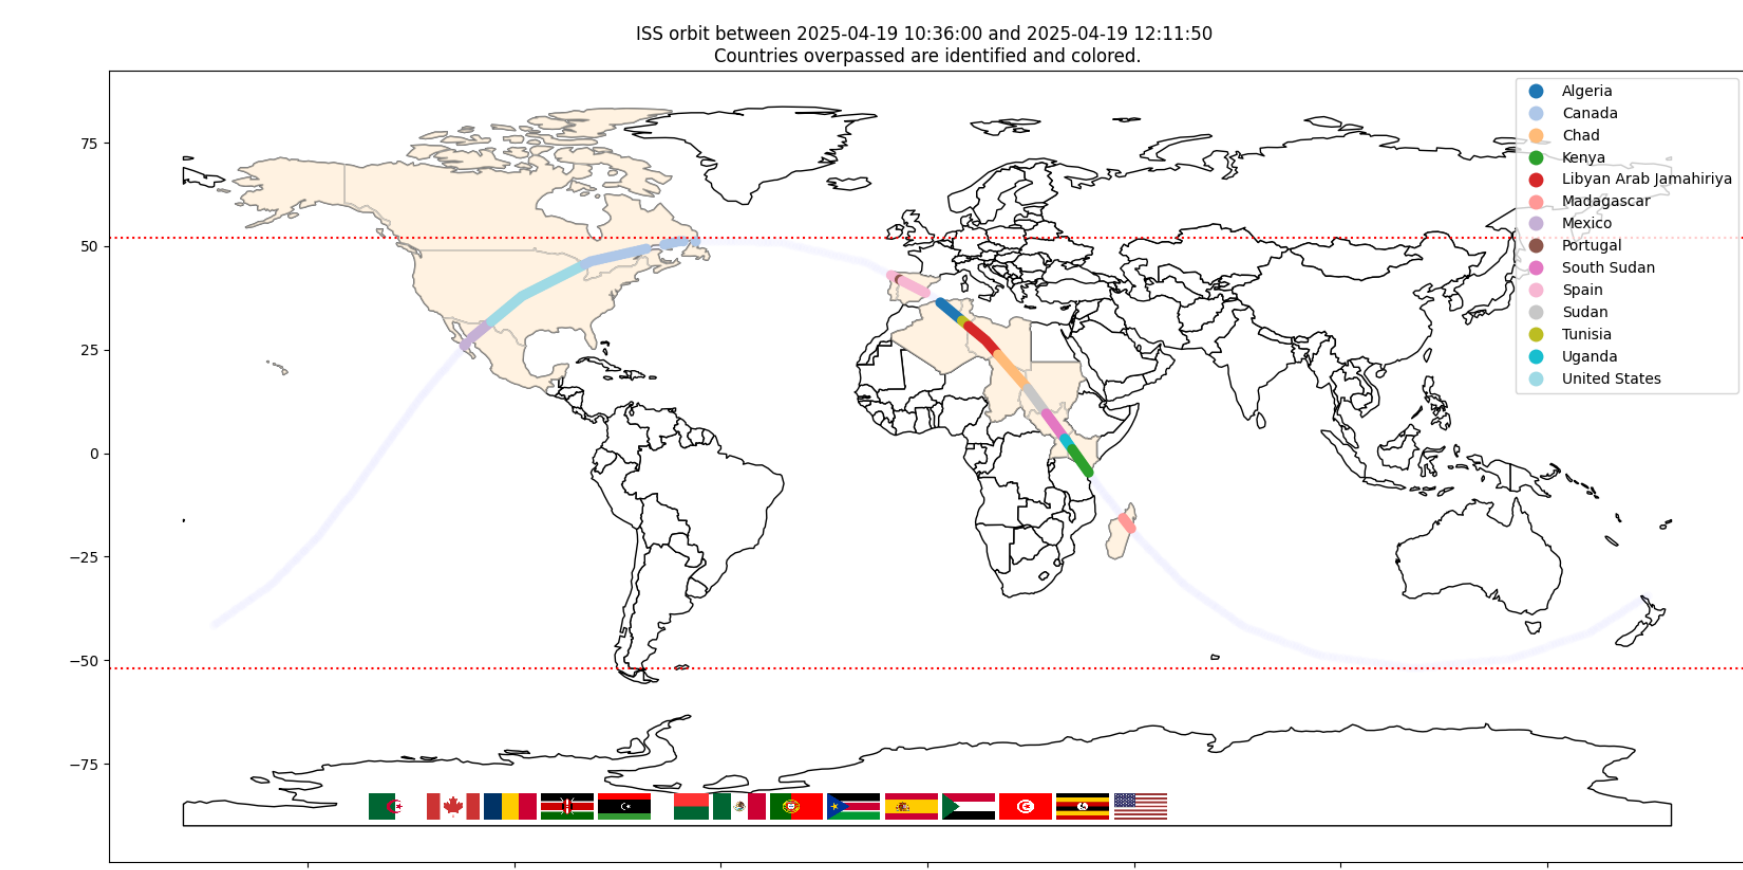 ISS orbit between 2025-04-19 10:36:00 and 2025-04-19 12:11:50
Countries overpassed are identified and colored.
Algeria
Canada
Chad
Kenya
Libyan Arab Jamahiriya
Madagascar
Mexico
Portugal
South Sudan
Spain
Sudan
Tunisia
Uganda
United States
75
50
25
0
−25
−50
−75